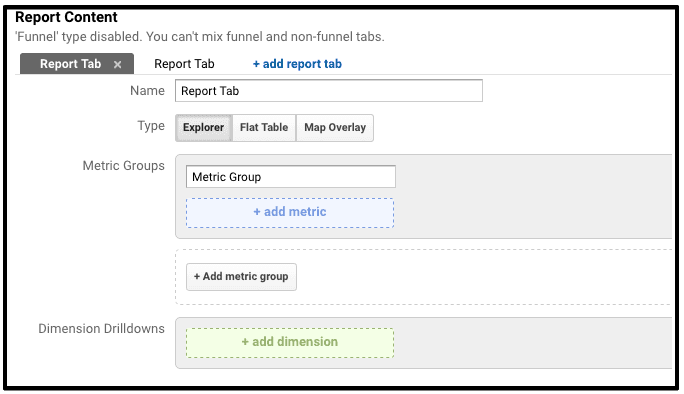 Report Content
'Funnel' type disabled. You can't mix funnel and non-funnel tabs.
Report Tab × Report Tab + add report tab
Name Report Tab
Type Explorer Flat Table Map Overlay
Metric Groups
Metric Group
+ add metric
+ Add metric group
Dimension Drilldowns
+ add dimension